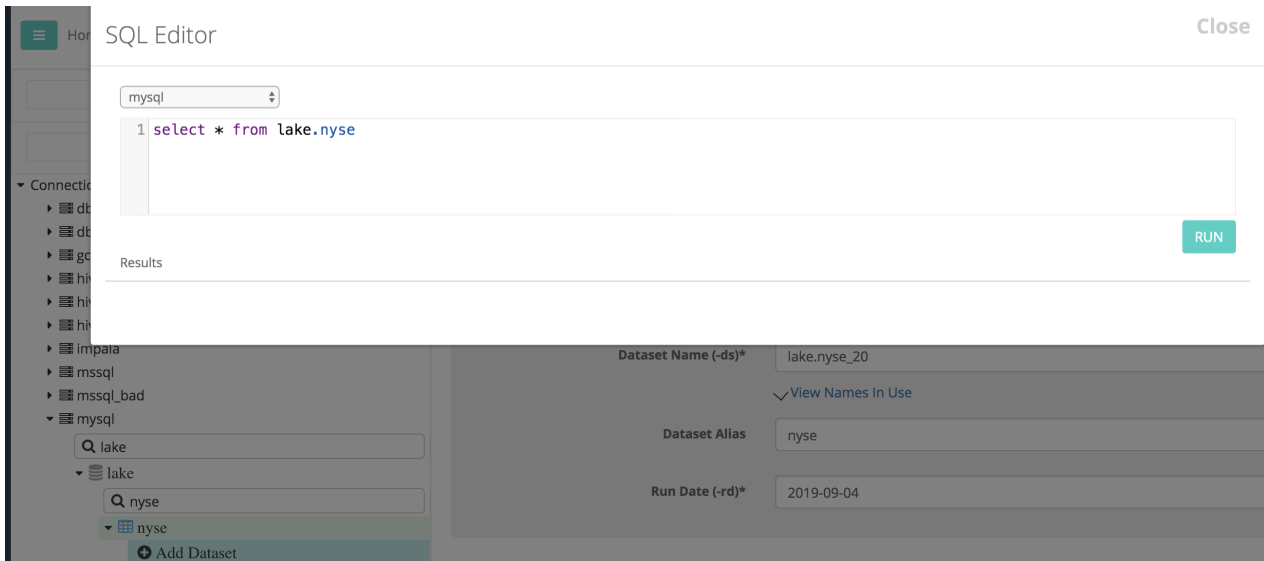 SQL Editor
Close
mysql
1 select * from lake.nyse
RUN
Results
impala
mssql
mssql_bad
mysql
lake
lake
nyse
nyse
Add Dataset
Dataset Name (-ds)*
lake.nyse_20
View Names In Use
Dataset Alias
nyse
Run Date (-rd)*
2019-09-04